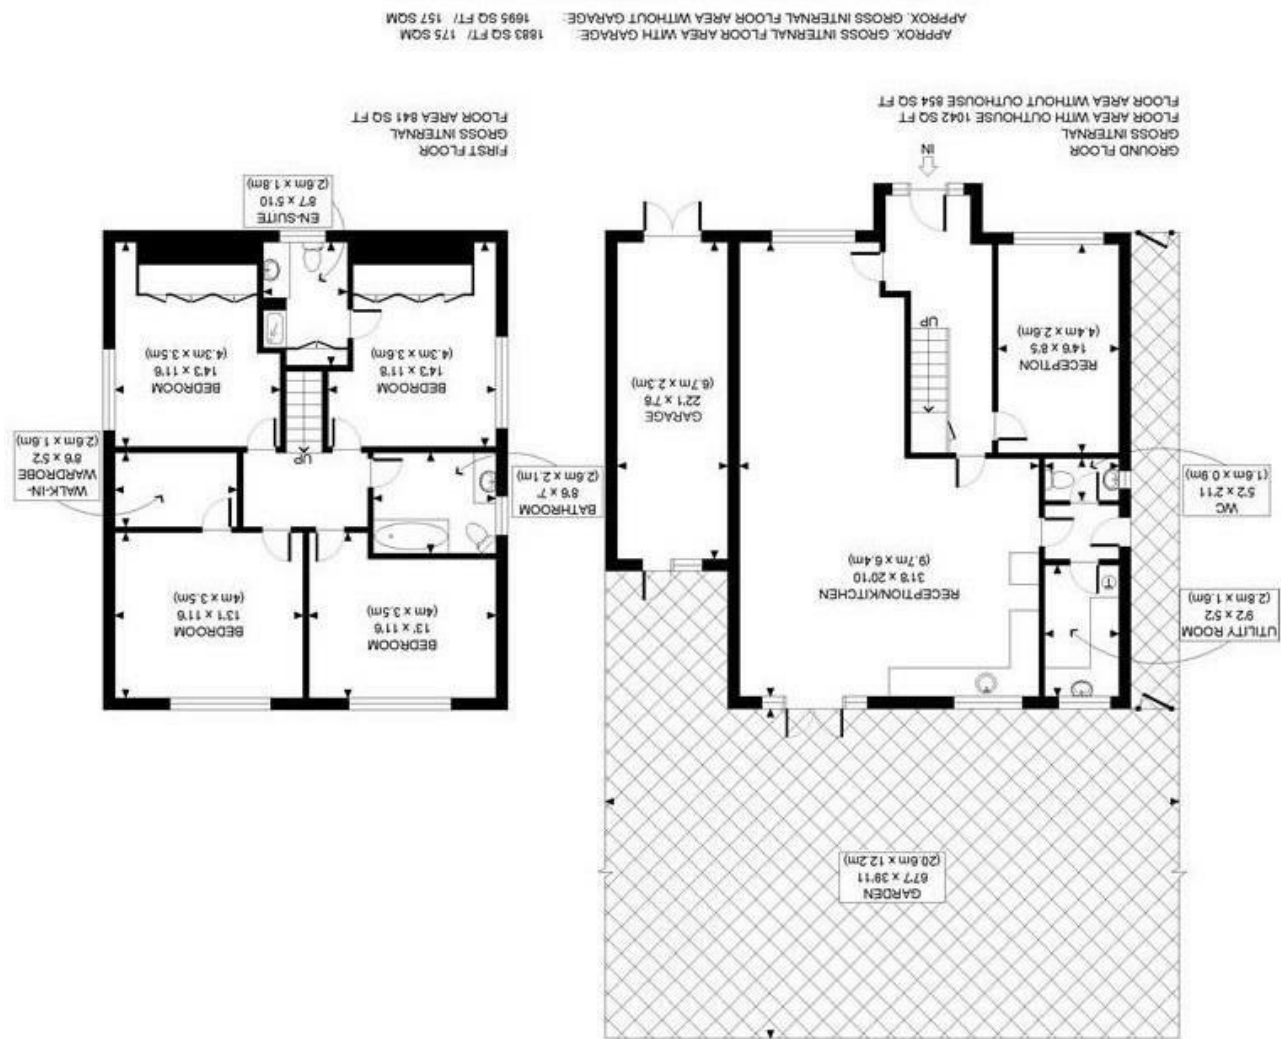 GARDEN
67'7 x 39'11
(20.6m x 12.2m)
UTILITY ROOM
9'2 x 5'2
(2.8m x 1.6m)
T
WC
5'2 x 2'11
(1.6m x 0.9m)
RECEPTION/KITCHEN
31'8 x 20'10
(9.7m x 6.4m)
RECEPTION
14'6 x 8'5
(4.4m x 2.6m)
UP
GARAGE
22'1 x 7'8
(6.7m x 2.3m)
IN
GROUND FLOOR
GROSS INTERNAL
FLOOR AREA WITH OUTHOUSE 1042 SQ FT
FLOOR AREA WITHOUT OUTHOUSE 854 SQ FT
BEDROOM
13' x 11'6
(4m x 3.5m)
BEDROOM
13'1 x 11'6
(4m x 3.5m)
BATHROOM
8'6 x 7'
(2.6m x 2.1m)
UP
WALK-IN-
WARDROBE
8'6 x 5'2
(2.6m x 1.6m)
BEDROOM
14'3 x 11'8
(4.3m x 3.6m)
BEDROOM
14'3 x 11'6
(4.3m x 3.5m)
EN-SUITE
8'7 x 5'10
(2.6m x 1.8m)
FIRST FLOOR
GROSS INTERNAL
FLOOR AREA 841 SQ FT
APPROX. GROSS INTERNAL FLOOR AREA WITH GARAGE: 1883 SQ FT/ 175 SQM
APPROX. GROSS INTERNAL FLOOR AREA WITHOUT GARAGE: 1695 SQ FT/ 157 SQM